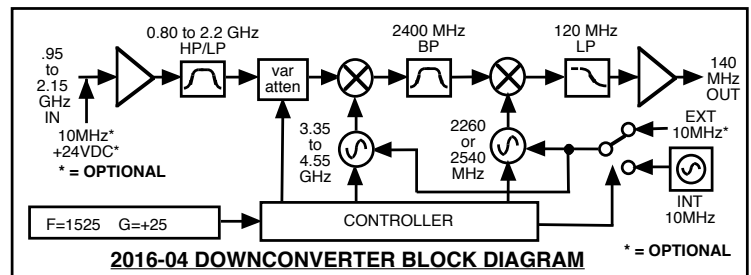 0.80 to 2.2 GHz
HP/LP
2400 MHz
BP
120 MHz
LP
.95
to
2.15
GHz
IN
var
atten
140
MHz
OUT
10MHz*
+24VDC*
* = OPTIONAL
3.35
to
4.55
GHz
2260
or
2540
MHz
EXT
10MHz*
INT
10MHz
F=1525 G=+25
CONTROLLER
2016-04 DOWNCONVERTER BLOCK DIAGRAM
* = OPTIONAL